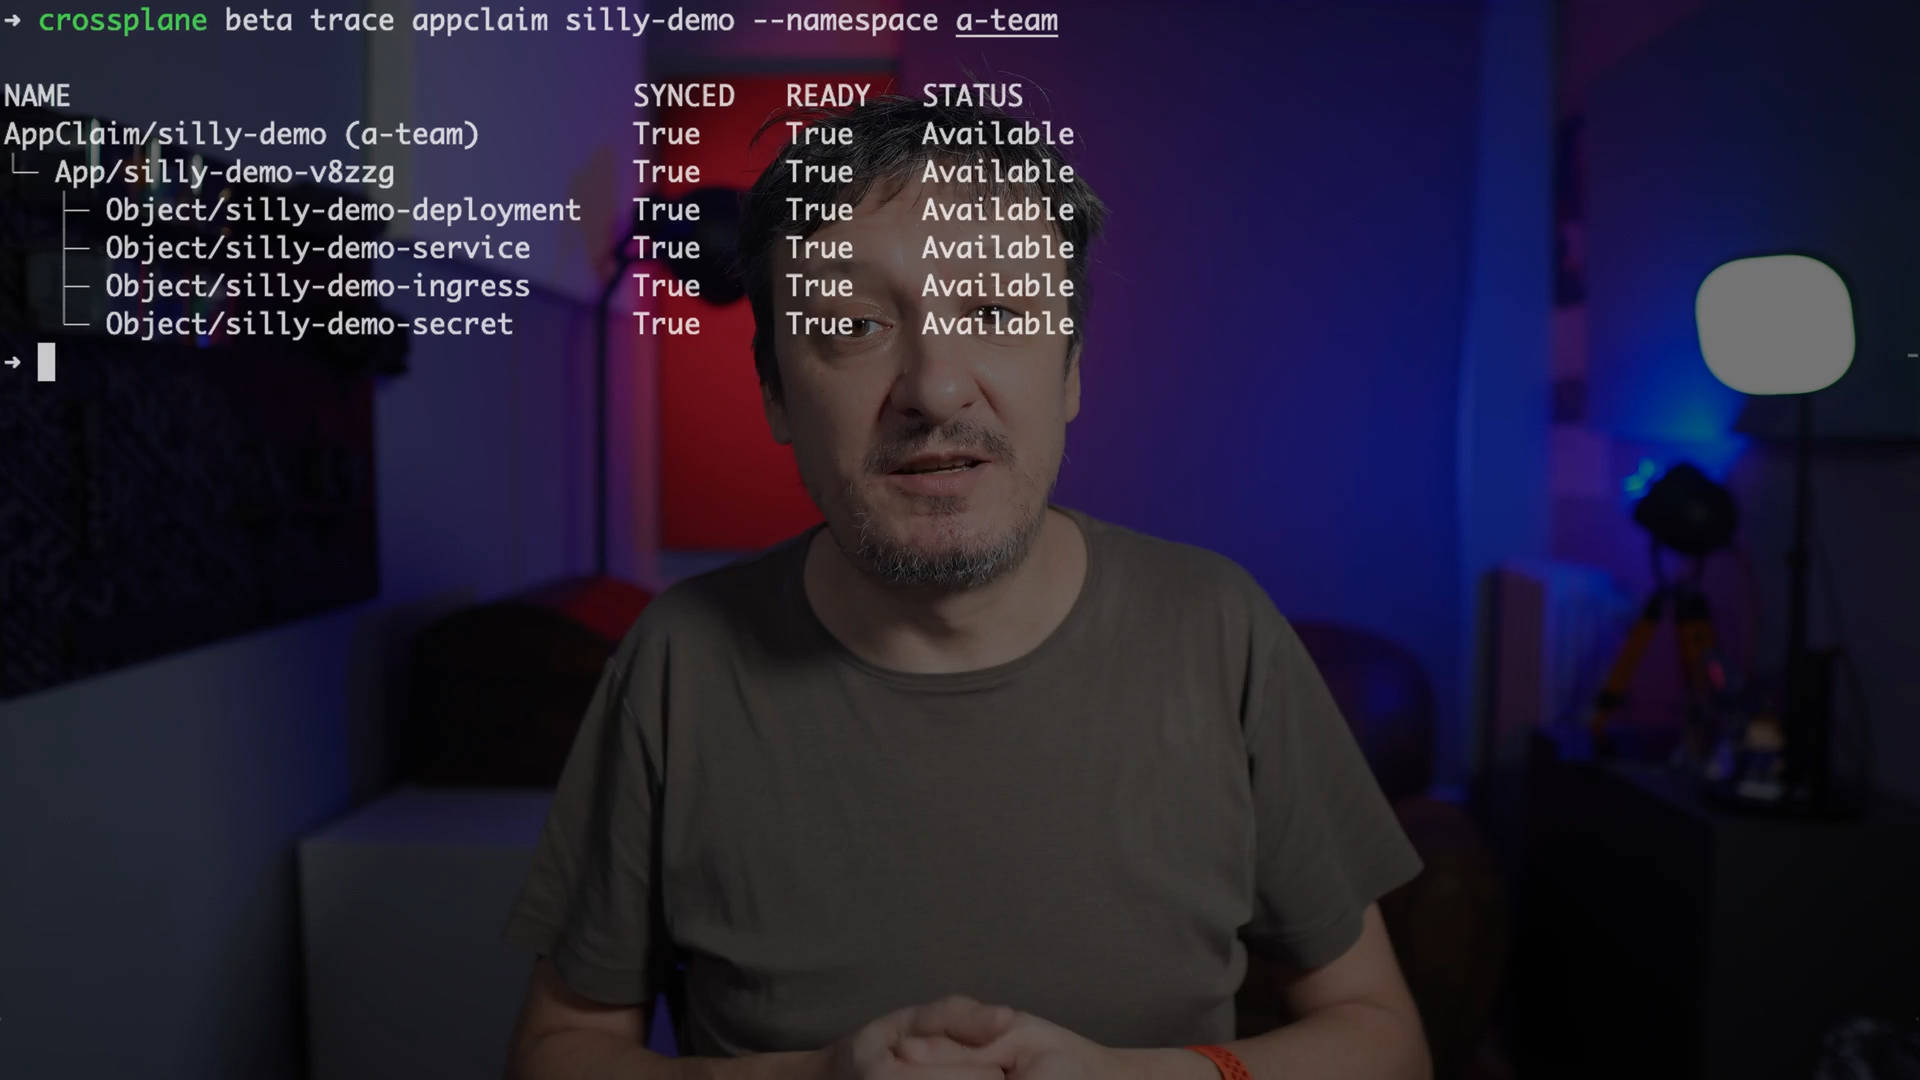 → crossplane beta trace appclaim silly-demo --namespace a-team
NAME SYNCED READY STATUS
AppClaim/silly-demo (a-team) True True Available
└─ App/silly-demo-v8zzg True True Available
├─ Object/silly-demo-deployment True True Available
├─ Object/silly-demo-service True True Available
├─ Object/silly-demo-ingress True True Available
└─ Object/silly-demo-secret True True Available
→